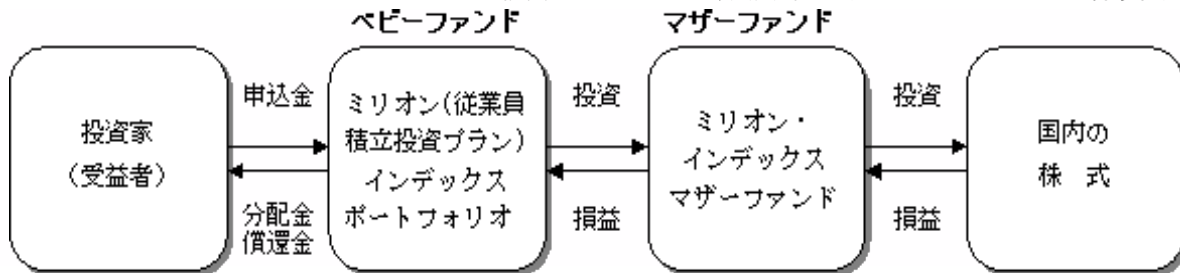 ベビーファンド
マザーファンド
投資家
(受益者)
申込金
分配金
償還金
ミリオン(従業員
積立投資プラン)
インデックス
ポートフォリオ
投資
損益
ミリオン・
インデックス
マザーファンド
投資
損益
国内の
株 式